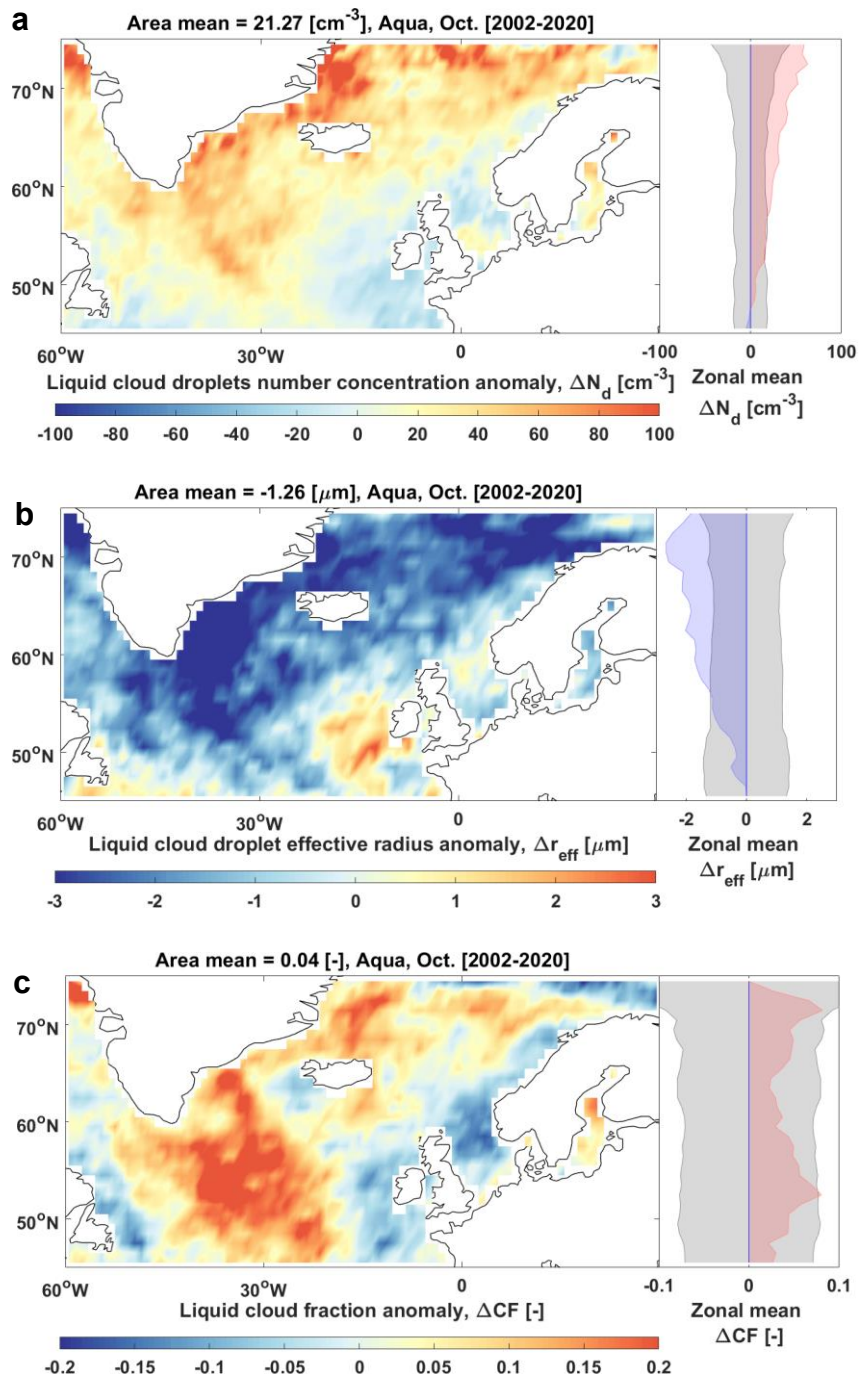 a
Area mean = 21.27 [cm⁻³], Aqua, Oct. [2002-2020]
70°N
60°N
50°N
60°W 30°W 0
-100 0 100
Liquid cloud droplets number concentration anomaly, ΔN_d [cm⁻³]
Zonal mean
ΔN_d [cm⁻³]
-100 -80 -60 -40 -20 0 20 40 60 80 100
b
Area mean = -1.26 [μm], Aqua, Oct. [2002-2020]
70°N
60°N
50°N
60°W 30°W 0
-2 0 2
Liquid cloud droplet effective radius anomaly, Δr_eff [μm]
Zonal mean
Δr_eff [μm]
-3 -2 -1 0 1 2 3
c
Area mean = 0.04 [-], Aqua, Oct. [2002-2020]
70°N
60°N
50°N
60°W 30°W 0
-0.1 0 0.1
Liquid cloud fraction anomaly, ΔCF [-]
Zonal mean
ΔCF [-]
-0.2 -0.15 -0.1 -0.05 0 0.05 0.1 0.15 0.2